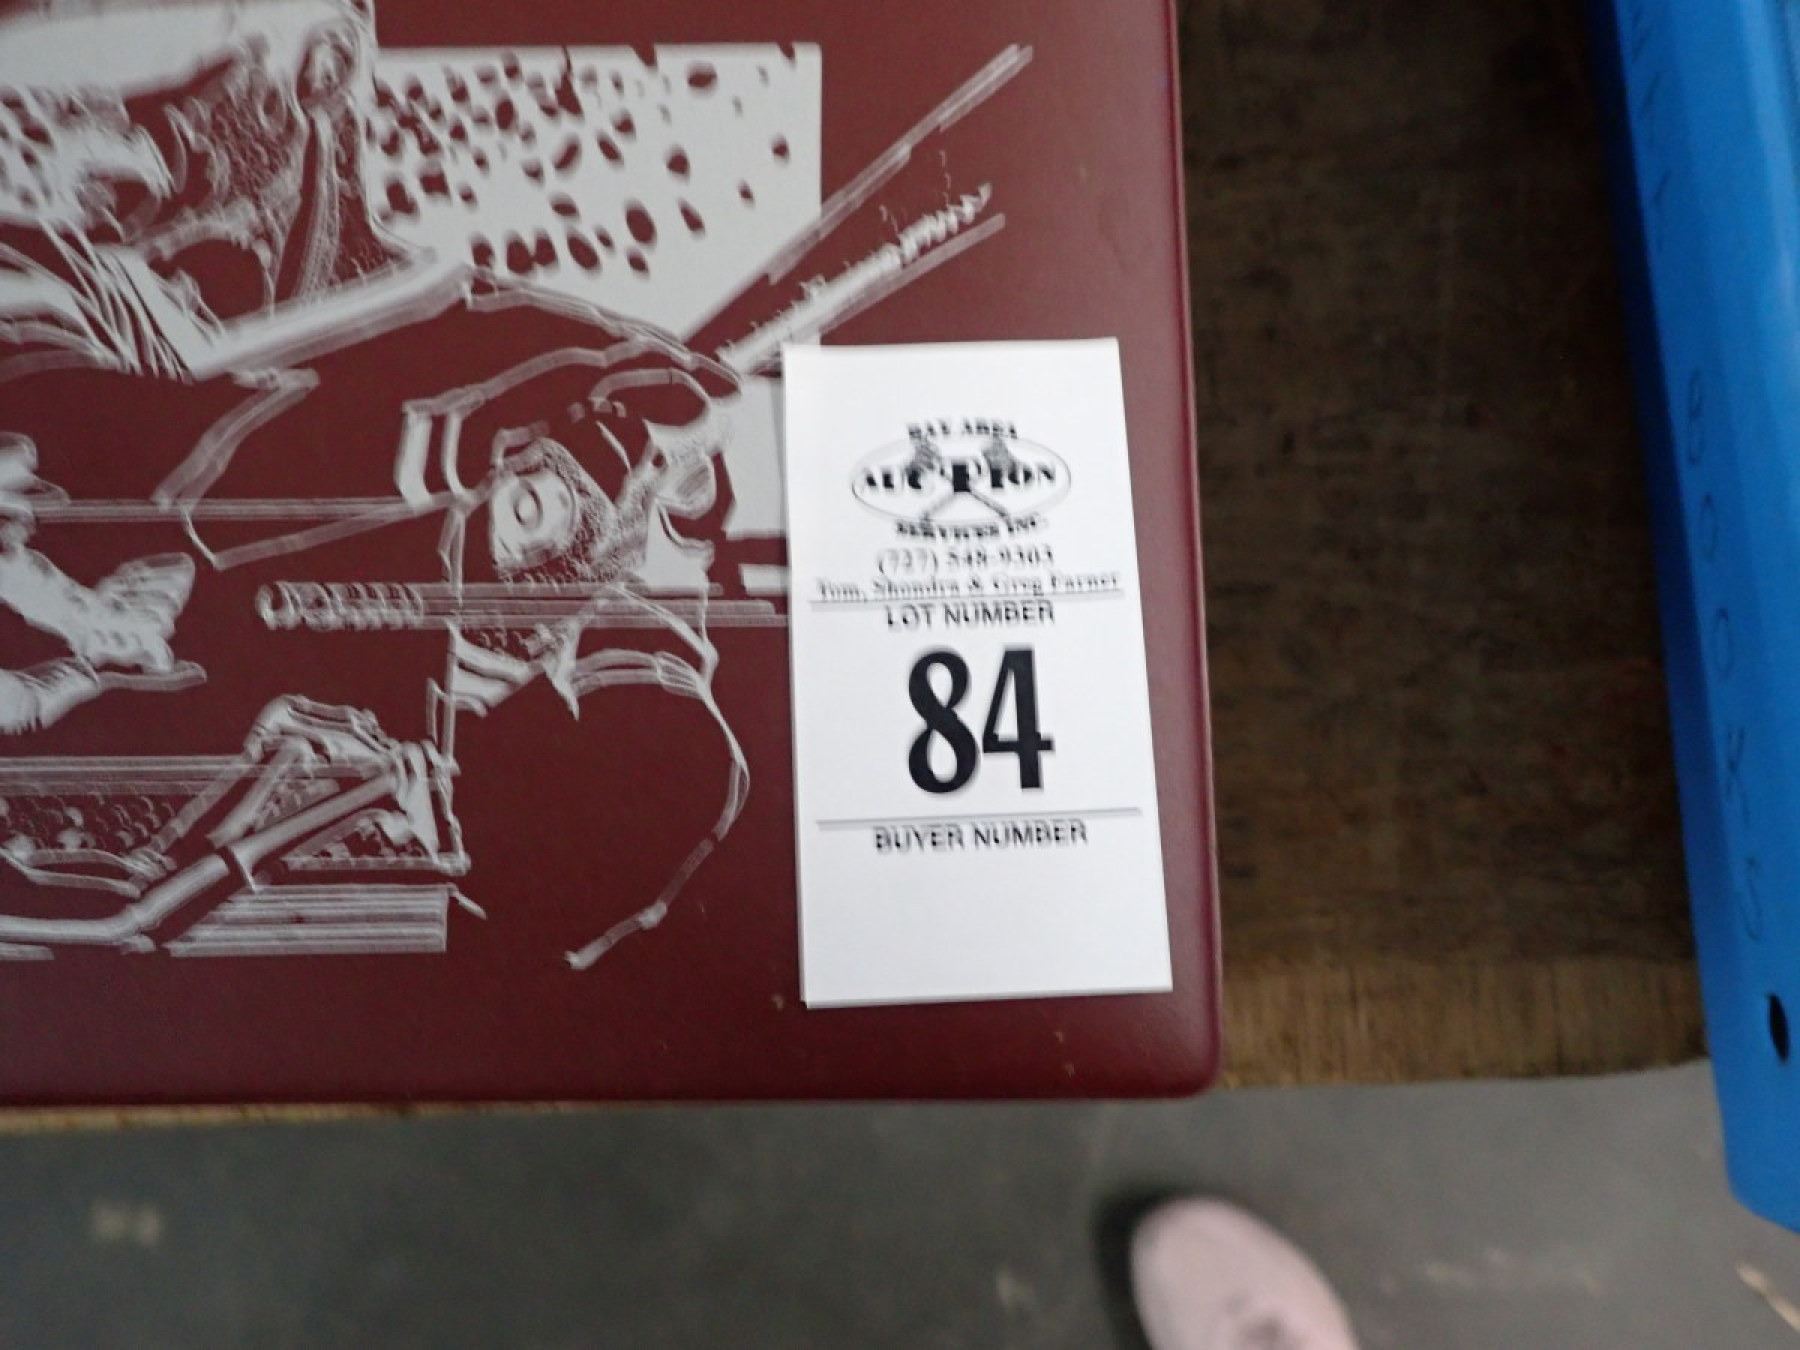 BAY AREA
AUCTION
SERVICES INC.
(727) 548-9303
Tom, Shondra & Greg Farner
LOT NUMBER
84
BUYER NUMBER